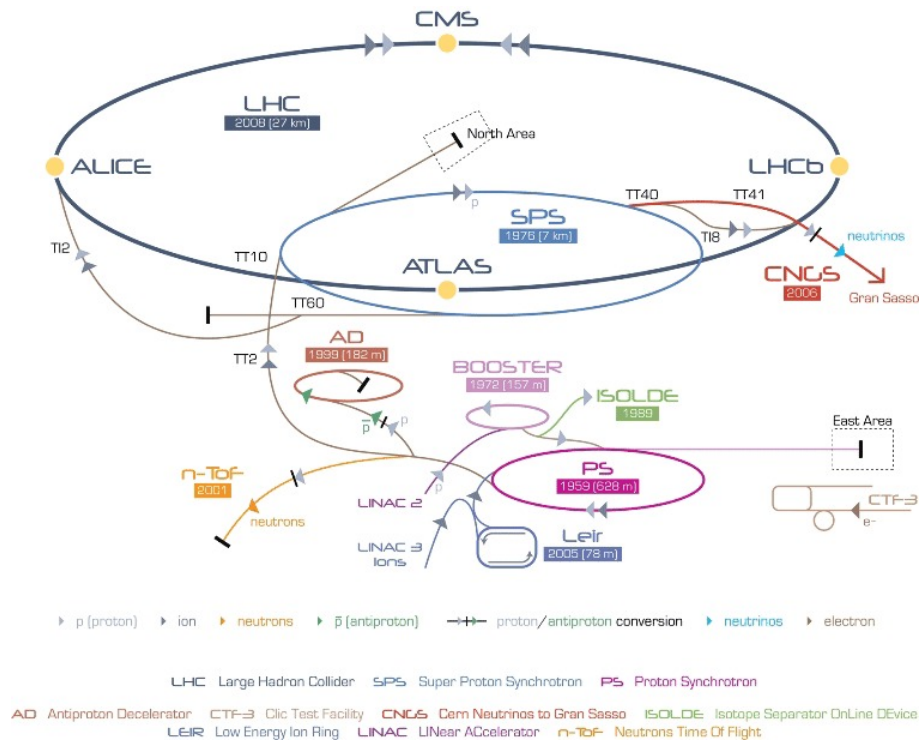 CMS
LHC
2008 (27 km)
North Area
ALICE
LHCb
TT40
TT41
p
SPS
1976 (7 km)
TI8
TI2
TT10
neutrinos
ATLAS
CNGS
2006
Gran Sasso
TT60
AD
1999 (182 m)
TT2
BOOSTER
1972 (157 m)
ISOLDE
1989
p̅
p
East Area
n-ToF
2001
p
PS
1959 (628 m)
LINAC 2
neutrons
CTF-3
e-
LINAC 3
Ions
Leir
2005 (78 m)
p (proton) ion neutrons p̅ (antiproton) proton/antiproton conversion neutrinos electron
LHC Large Hadron Collider SPS Super Proton Synchrotron PS Proton Synchrotron
AD Antiproton Decelerator CTF-3 Clic Test Facility CNGS Cern Neutrinos to Gran Sasso ISOLDE Isotope Separator OnLine DEvice
LEIR Low Energy Ion Ring LINAC LINear ACcelerator n-ToF Neutrons Time Of Flight